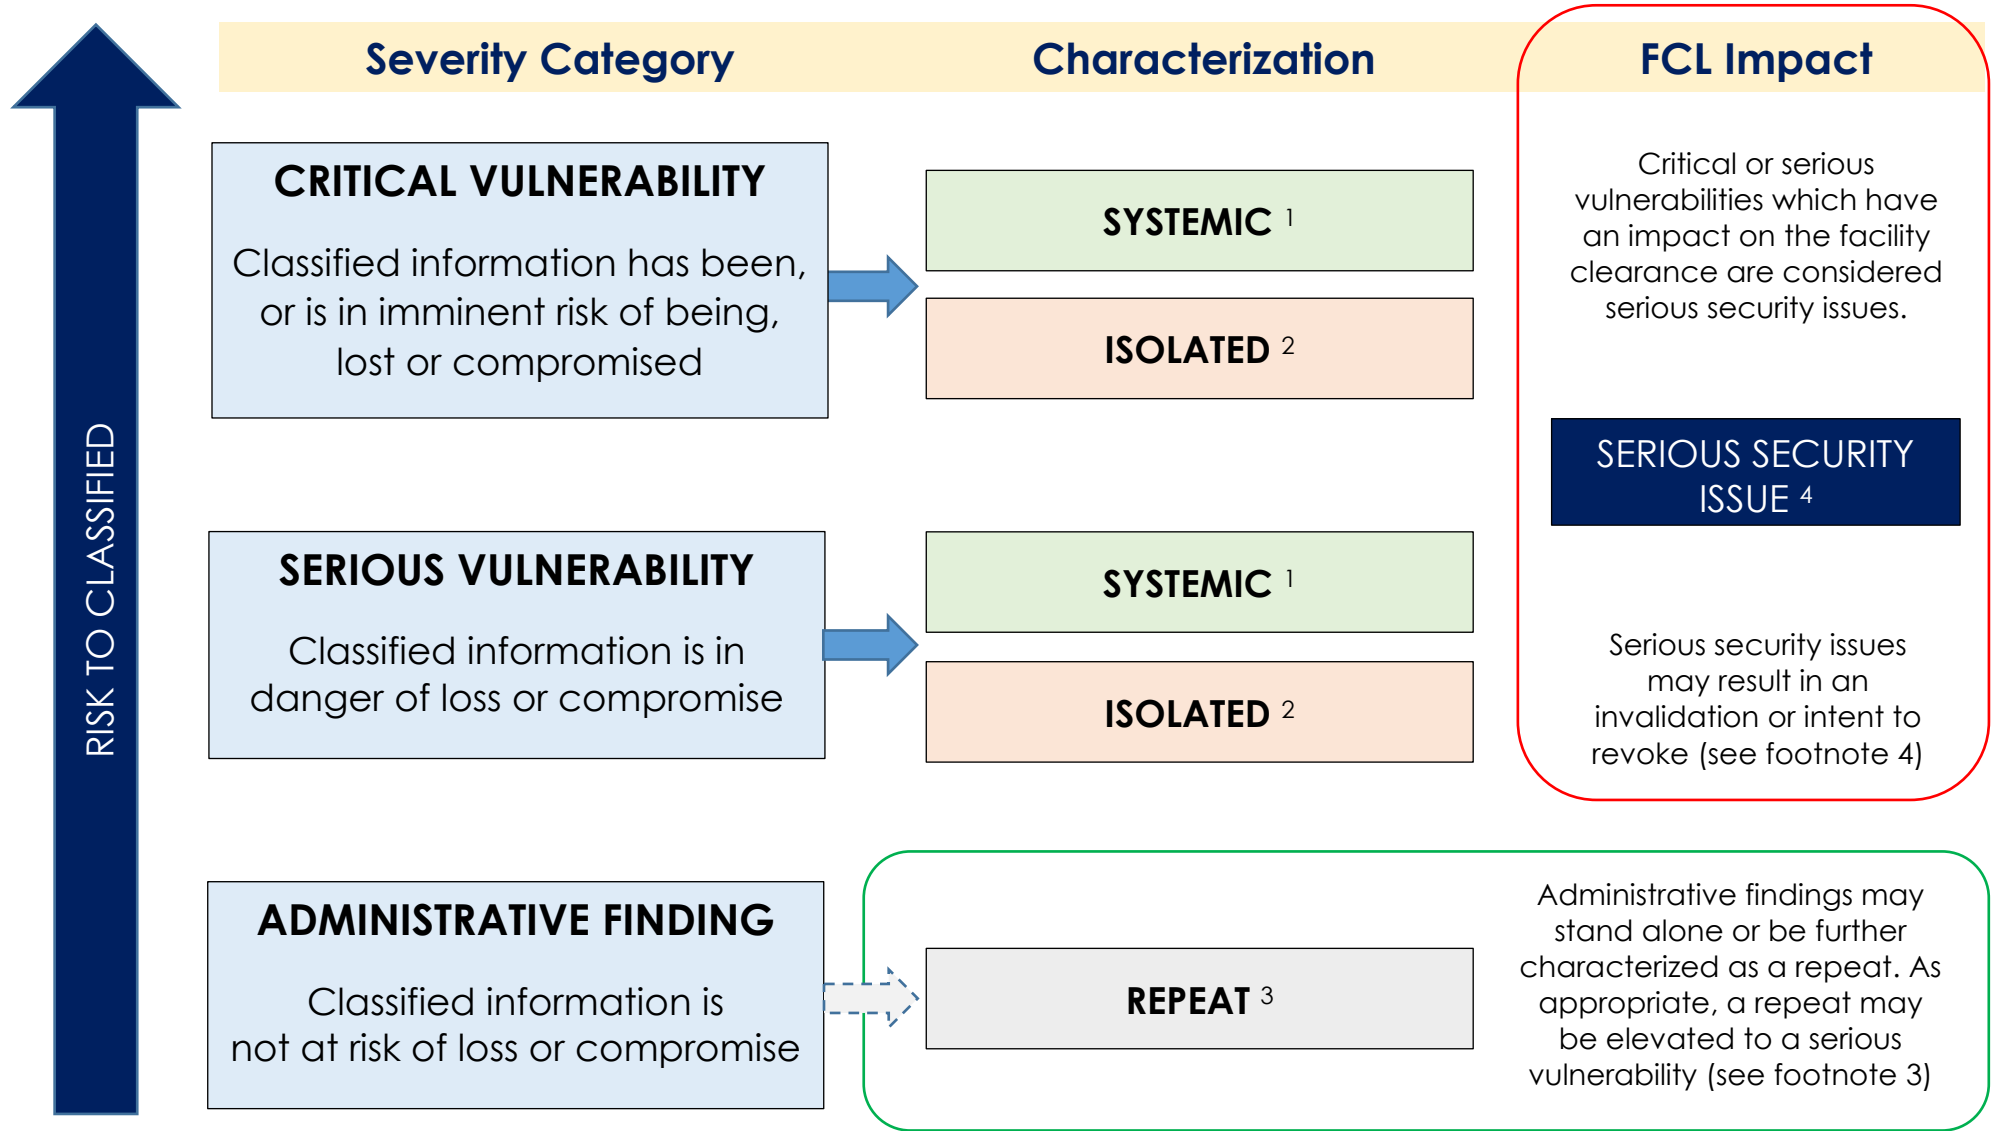 Severity Category
Characterization
FCL Impact
RISK TO CLASSIFIED
CRITICAL VULNERABILITY
Classified information has been,
or is in imminent risk of being,
lost or compromised
SYSTEMIC 1
ISOLATED 2
Critical or serious
vulnerabilities which have
an impact on the facility
clearance are considered
serious security issues.
SERIOUS SECURITY
ISSUE 4
SERIOUS VULNERABILITY
Classified information is in
danger of loss or compromise
SYSTEMIC 1
ISOLATED 2
Serious security issues
may result in an
invalidation or intent to
revoke (see footnote 4)
ADMINISTRATIVE FINDING
Classified information is
not at risk of loss or compromise
REPEAT 3
Administrative findings may
stand alone or be further
characterized as a repeat. As
appropriate, a repeat may
be elevated to a serious
vulnerability (see footnote 3)